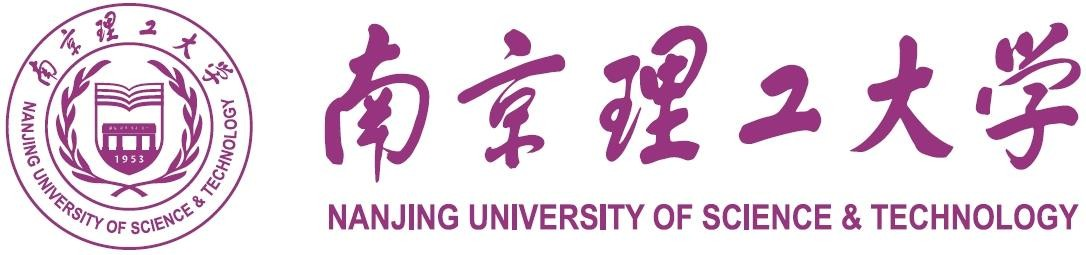 南京理工大学
1953
NANJING UNIVERSITY OF SCIENCE & TECHNOLOGY
南京理工大学
NANJING UNIVERSITY OF SCIENCE & TECHNOLOGY